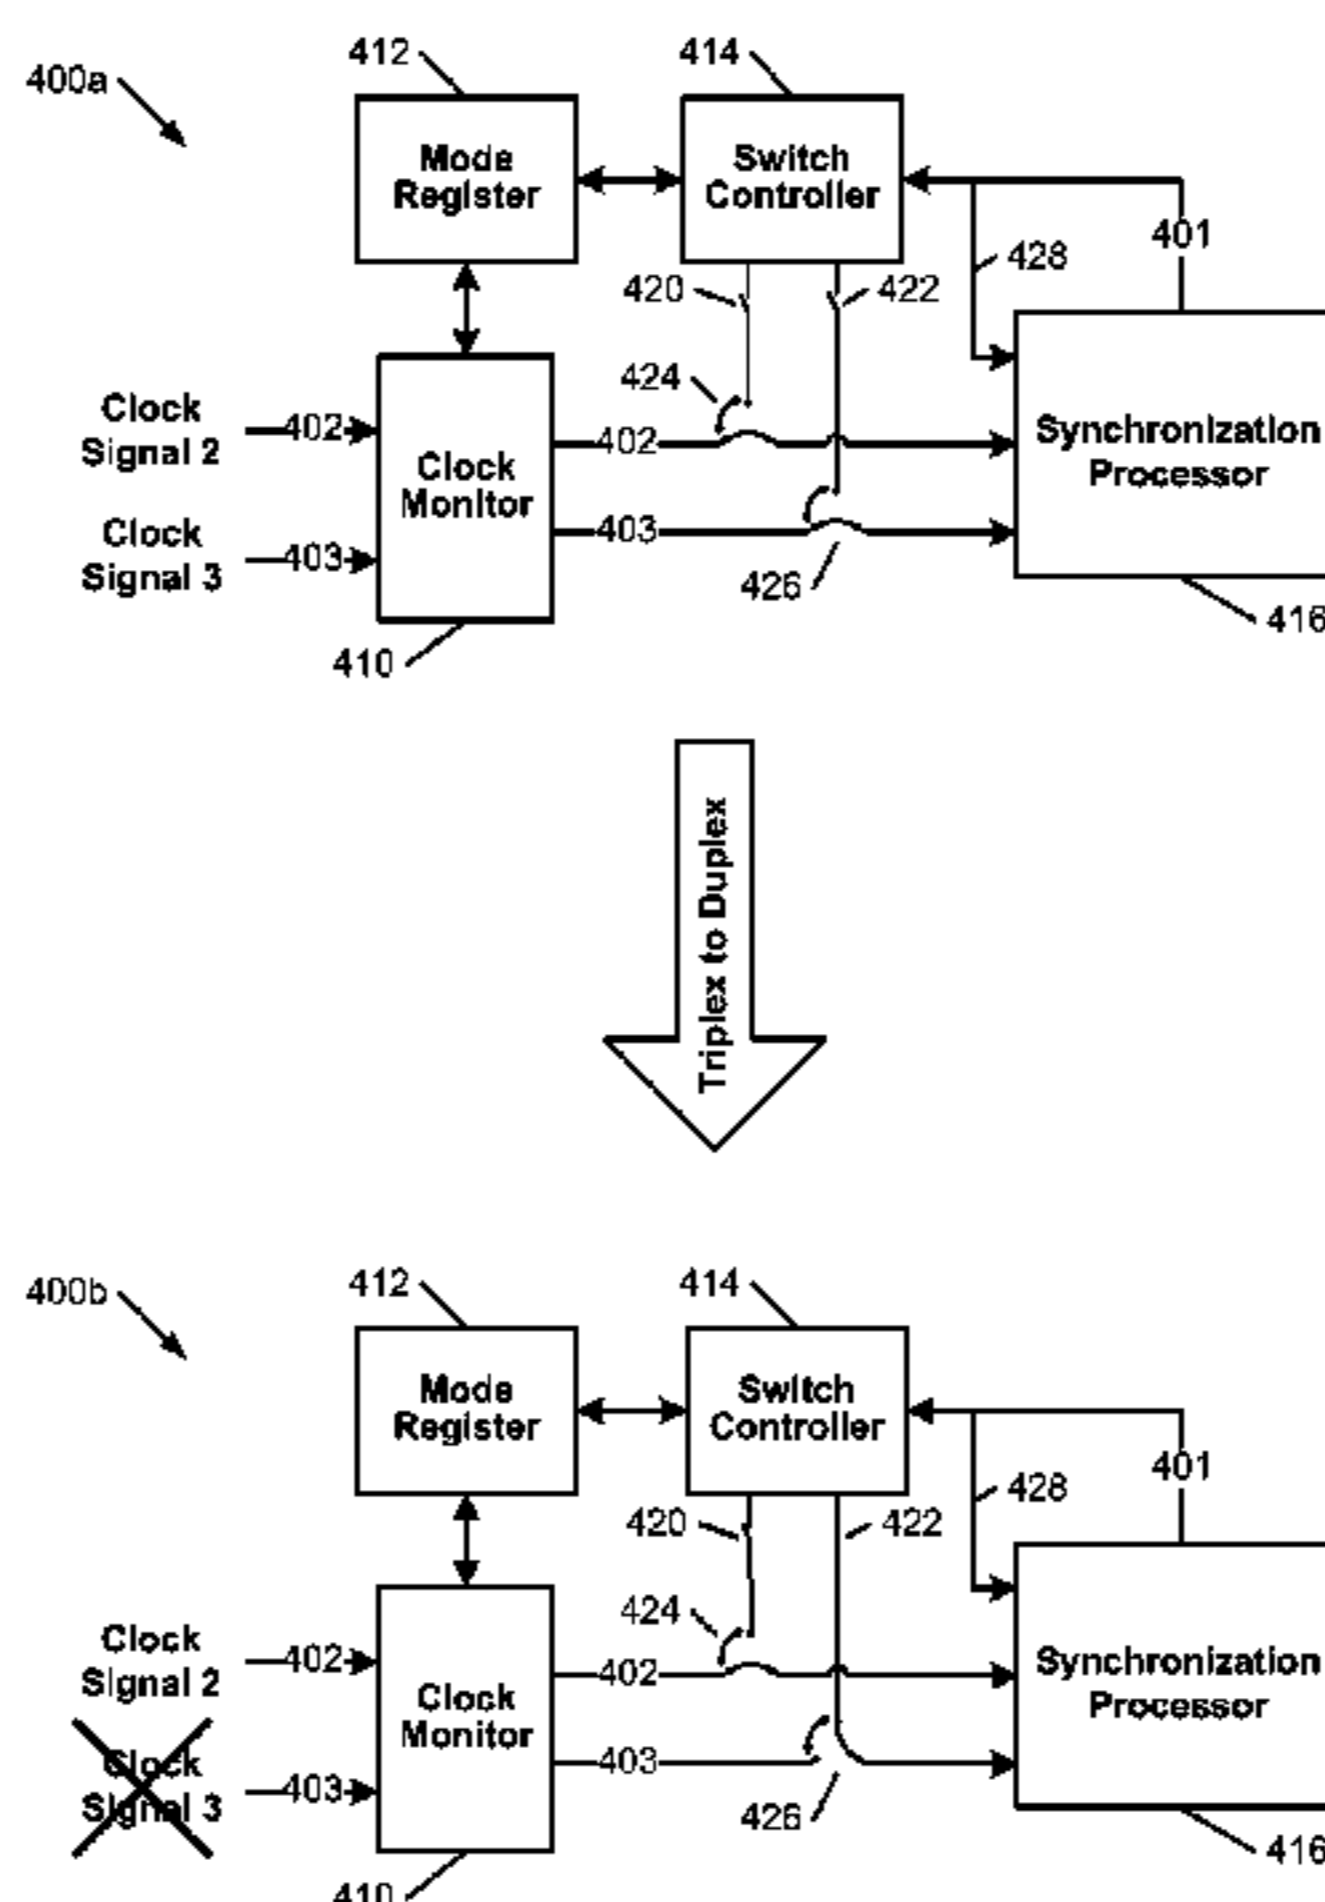 400a
412
414
Mode
Register
Switch
Controller
401
428
420
422
424
Clock
Signal 2
402
402
Clock
Monitor
Synchronization
Processor
Clock
Signal 3
403
403
426
416
410
Triplex to Duplex
400b
412
414
Mode
Register
Switch
Controller
401
428
420
422
424
Clock
Signal 2
402
402
Clock
Monitor
Synchronization
Processor
Clock
Signal 3
403
403
426
416
410